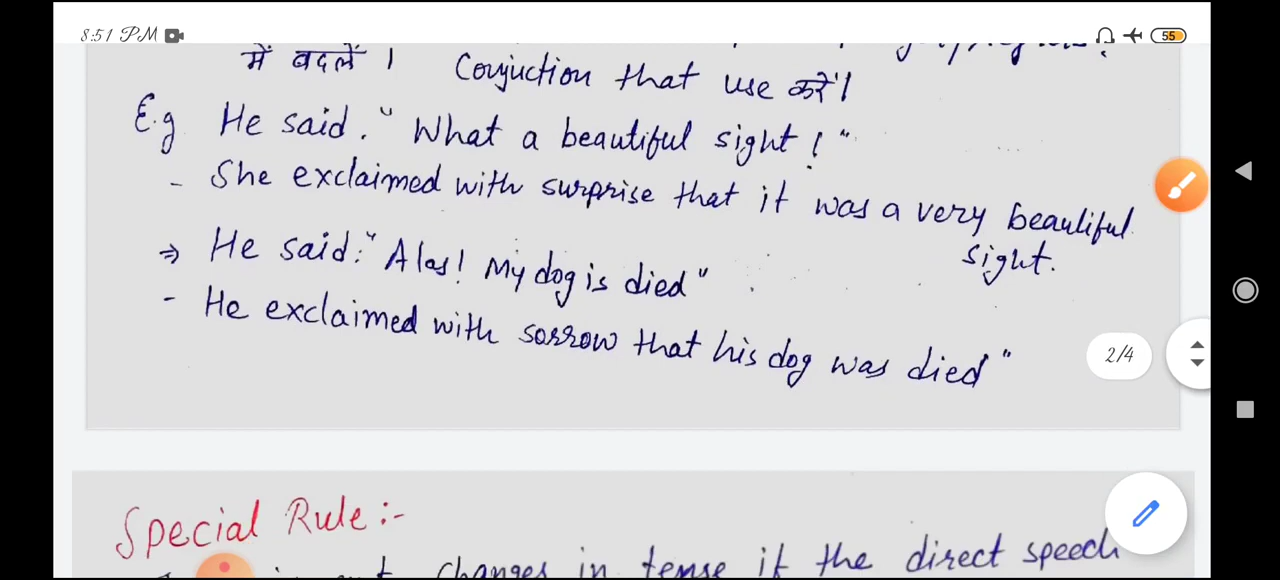 8:51 PM
55
में बदलें । Conjuction that use करें।
E.g He said. "What a beautiful sight!"
- She exclaimed with surprise that it was a very beautiful
sight.
⇒ He said: "Alas! My dog is died"
- He exclaimed with sorrow that his dog was died"
2/4
Special Rule:-
changes in tense if the direct speech